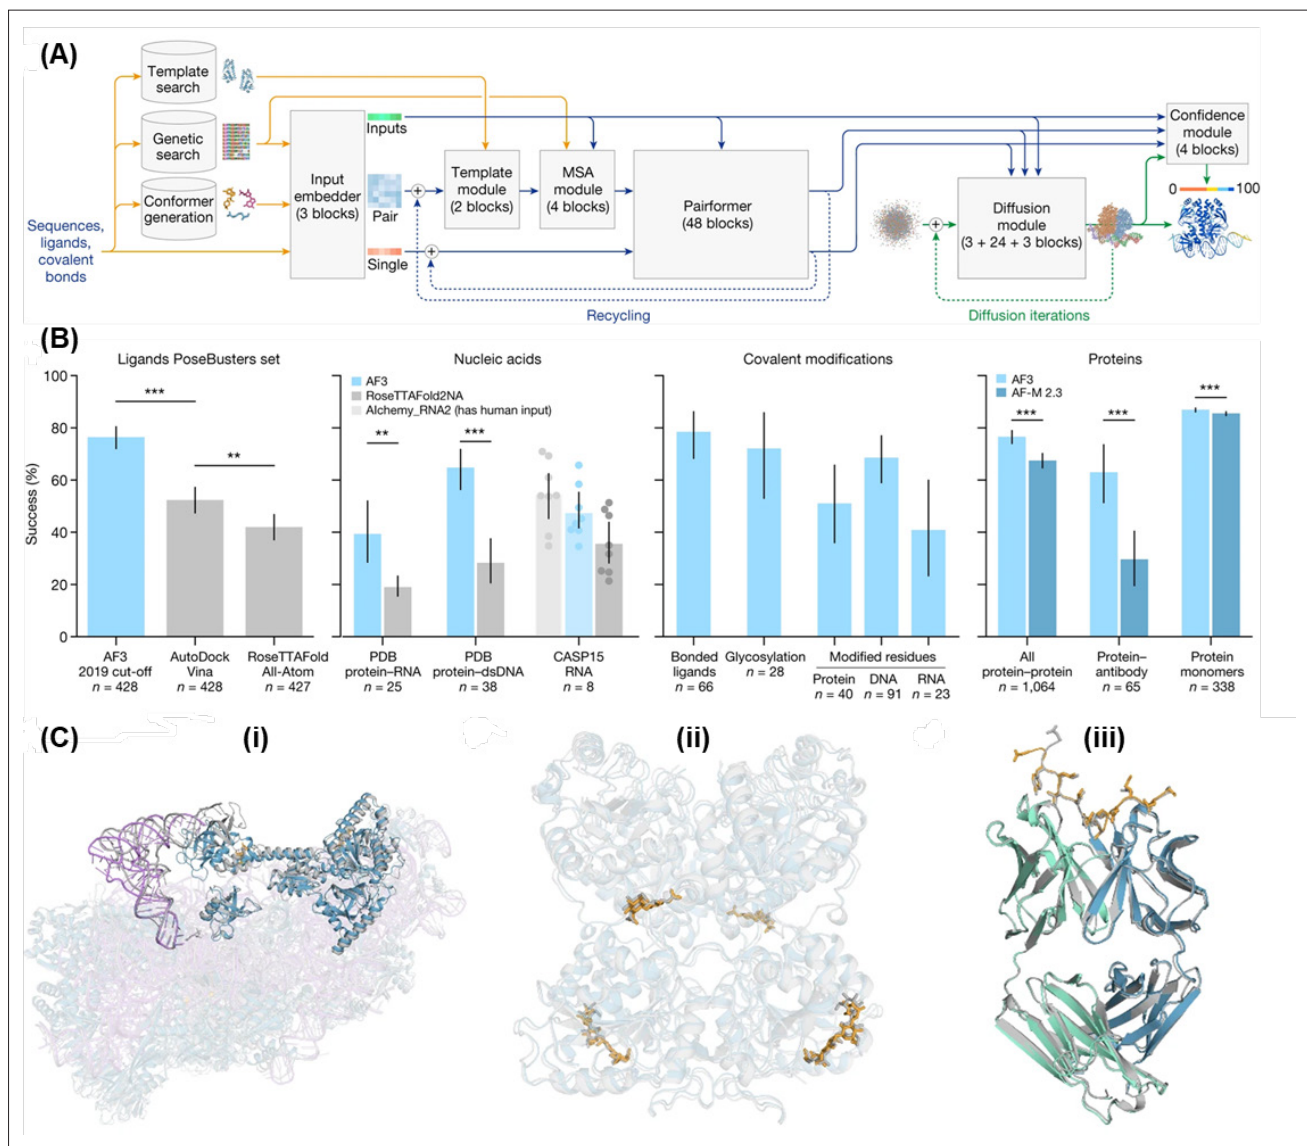 (A)
Template
search
Genetic
search
Conformer
generation
Sequences,
ligands,
covalent
bonds
Input
embedder
(3 blocks)
Inputs
Pair
Single
+
+
Template
module
(2 blocks)
MSA
module
(4 blocks)
Pairformer
(48 blocks)
Recycling
+
Diffusion
module
(3 + 24 + 3 blocks)
Diffusion iterations
Confidence
module
(4 blocks)
0 100
(B)
Success (%)
100
80
60
40
20
0
Ligands PoseBusters set
***
**
AF3
2019 cut-off
n = 428
AutoDock
Vina
n = 428
RoseTTAFold
All-Atom
n = 427
Nucleic acids
AF3
RoseTTAFold2NA
Alchemy_RNA2 (has human input)
**
***
PDB
protein–RNA
n = 25
PDB
protein–dsDNA
n = 38
CASP15
RNA
n = 8
Covalent modifications
Bonded
ligands
n = 66
Glycosylation
n = 28
Modified residues
Protein
n = 40
DNA
n = 91
RNA
n = 23
Proteins
AF3
AF-M 2.3
***
***
***
All
protein–protein
n = 1,064
Protein–
antibody
n = 65
Protein
monomers
n = 338
(C)
(i)
(ii)
(iii)